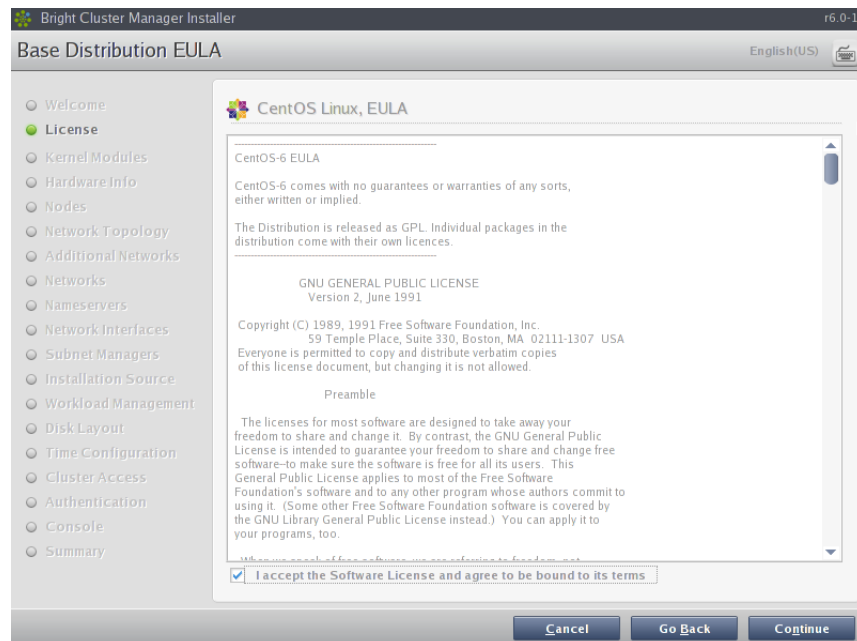 Bright Cluster Manager Installer
r6.0-1
Base Distribution EULA
English(US)
Welcome
License
Kernel Modules
Hardware Info
Nodes
Network Topology
Additional Networks
Networks
Nameservers
Network Interfaces
Subnet Managers
Installation Source
Workload Management
Disk Layout
Time Configuration
Cluster Access
Authentication
Console
Summary
CentOS Linux, EULA
CentOS-6 EULA
CentOS-6 comes with no guarantees or warranties of any sorts,
either written or implied.
The Distribution is released as GPL. Individual packages in the
distribution come with their own licences.
GNU GENERAL PUBLIC LICENSE
Version 2, June 1991
Copyright (C) 1989, 1991 Free Software Foundation, Inc.
59 Temple Place, Suite 330, Boston, MA 02111-1307 USA
Everyone is permitted to copy and distribute verbatim copies
of this license document, but changing it is not allowed.
Preamble
The licenses for most software are designed to take away your
freedom to share and change it. By contrast, the GNU General Public
License is intended to guarantee your freedom to share and change free
software--to make sure the software is free for all its users. This
General Public License applies to most of the Free Software
Foundation's software and to any other program whose authors commit to
using it. (Some other Free Software Foundation software is covered by
the GNU Library General Public License instead.) You can apply it to
your programs, too.
When we speak of free software, we are referring to freedom, not
I accept the Software License and agree to be bound to its terms
Cancel
Go Back
Continue